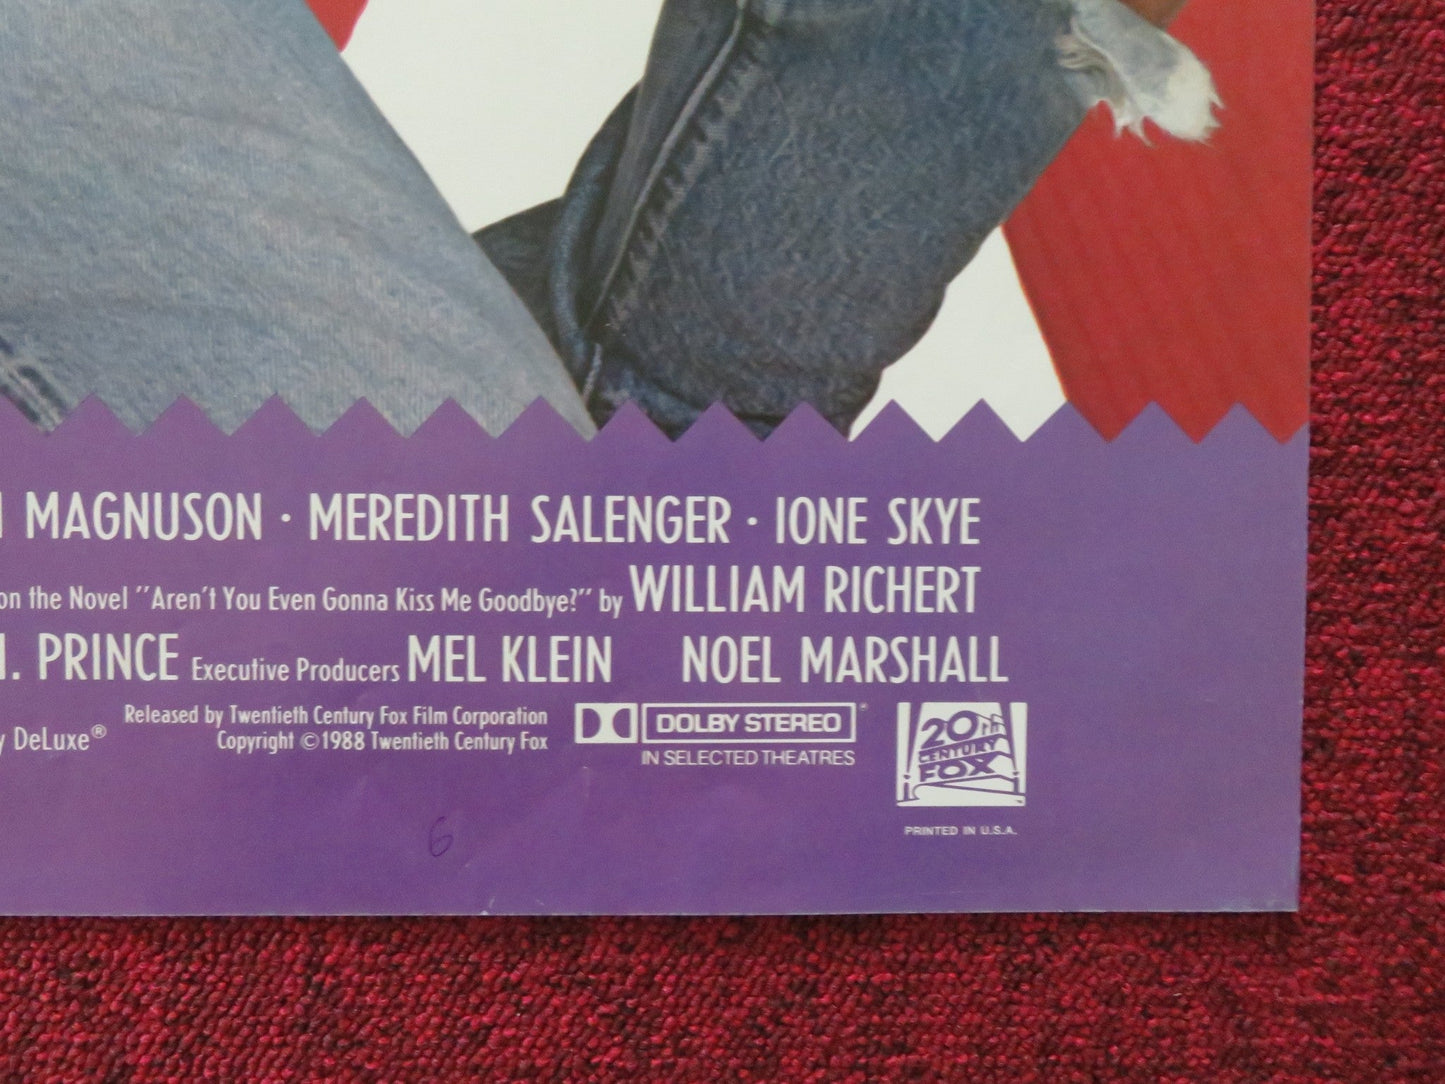 MAGNUSON · MEREDITH SALENGER · IONE SKYE
on the Novel "Aren't You Even Gonna Kiss Me Goodbye?" by WILLIAM RICHERT
. PRINCE Executive Producers MEL KLEIN NOEL MARSHALL
y DeLuxe®
Released by Twentieth Century Fox Film Corporation
Copyright ©1988 Twentieth Century Fox
DOLBY STEREO®
IN SELECTED THEATRES
20th
CENTURY
FOX
PRINTED IN U.S.A.
6